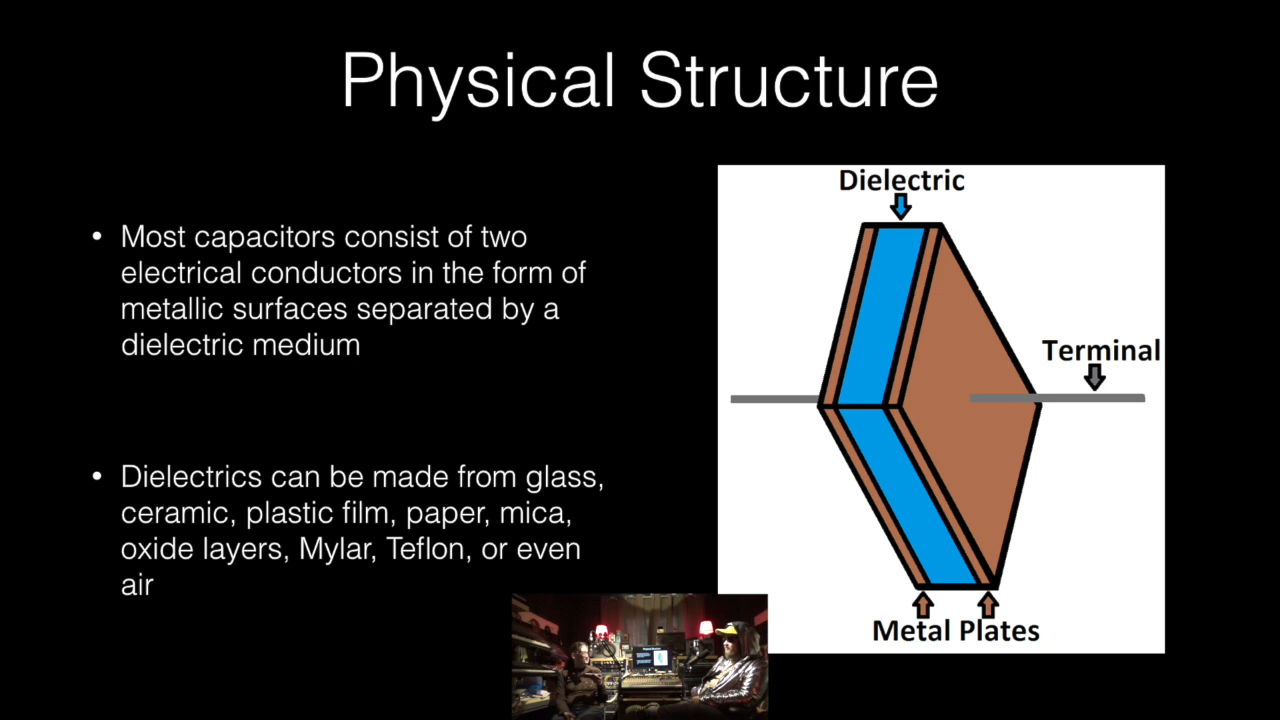 Physical Structure
• Most capacitors consist of two
electrical conductors in the form of
metallic surfaces separated by a
dielectric medium
• Dielectrics can be made from glass,
ceramic, plastic film, paper, mica,
oxide layers, Mylar, Teflon, or even
air
Dielectric
Terminal
Metal Plates